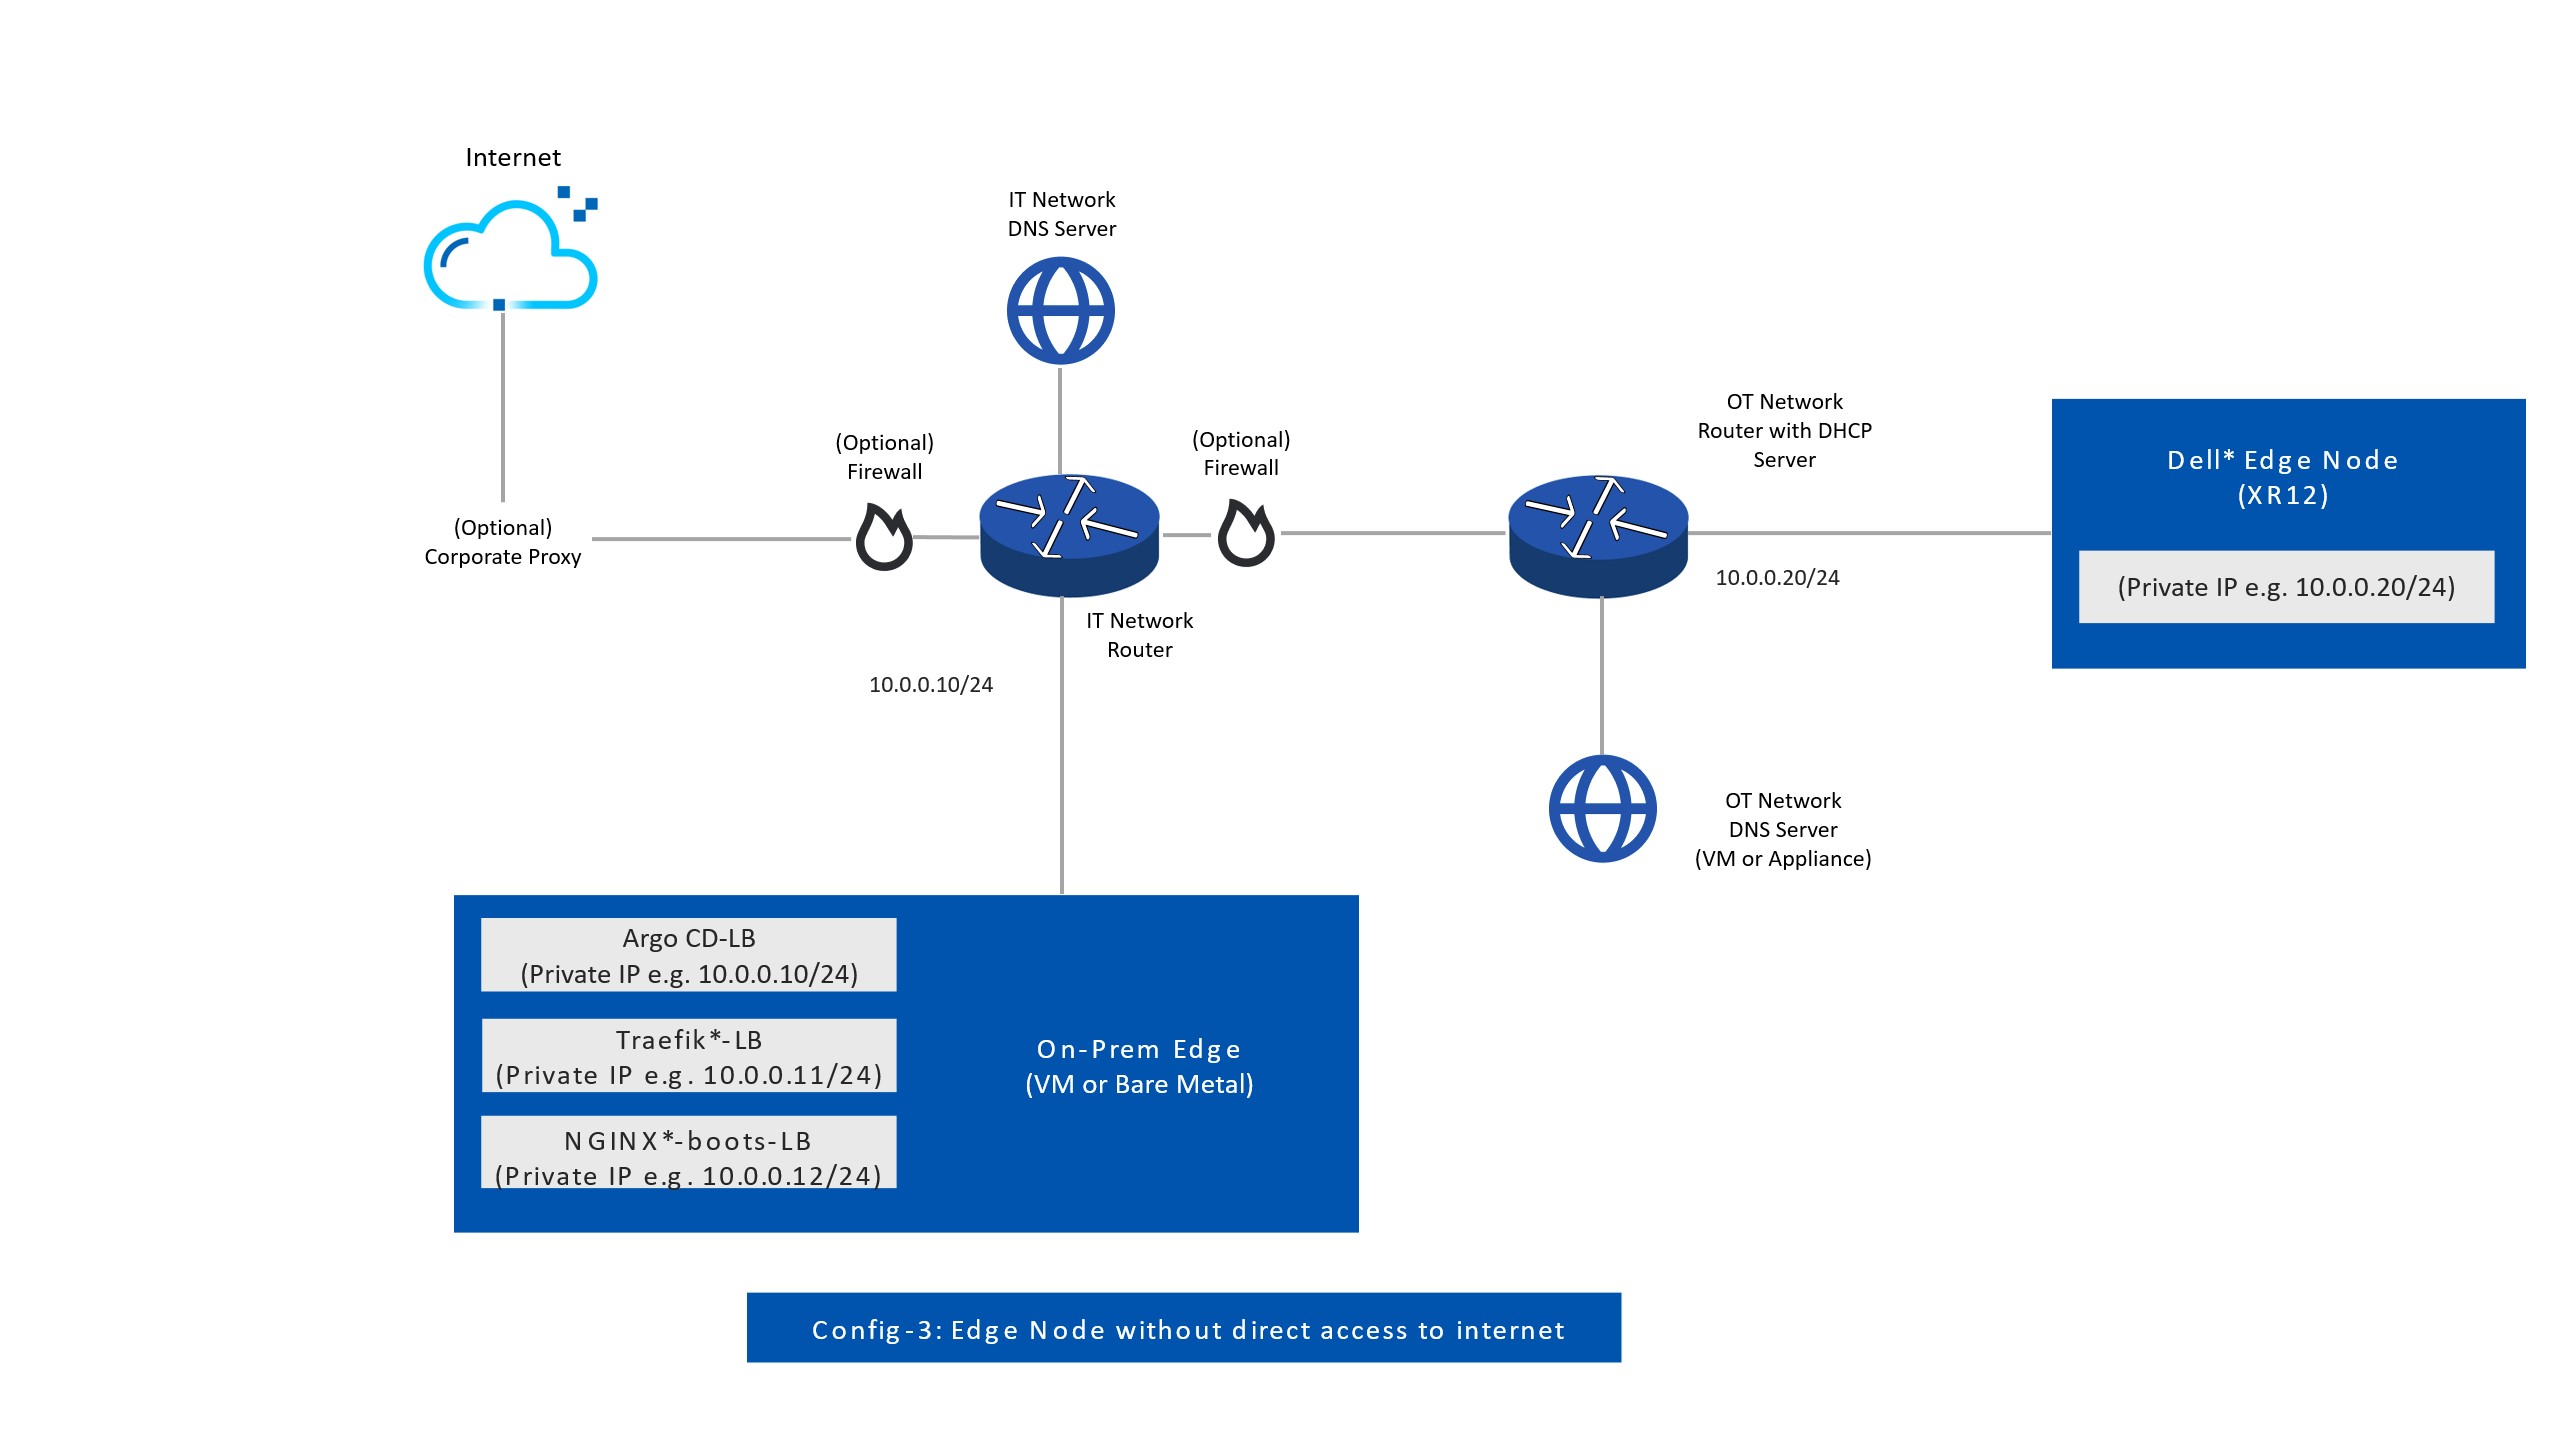 Internet
IT Network
DNS Server
(Optional)
Firewall
(Optional)
Firewall
OT Network
Router with DHCP
Server
Dell* Edge Node
(XR12)
(Private IP e.g. 10.0.0.20/24)
(Optional)
Corporate Proxy
10.0.0.20/24
IT Network
Router
10.0.0.10/24
OT Network
DNS Server
(VM or Appliance)
Argo CD-LB
(Private IP e.g. 10.0.0.10/24)
Traefik*-LB
(Private IP e.g. 10.0.0.11/24)
NGINX*-boots-LB
(Private IP e.g. 10.0.0.12/24)
On-Prem Edge
(VM or Bare Metal)
Config-3: Edge Node without direct access to internet